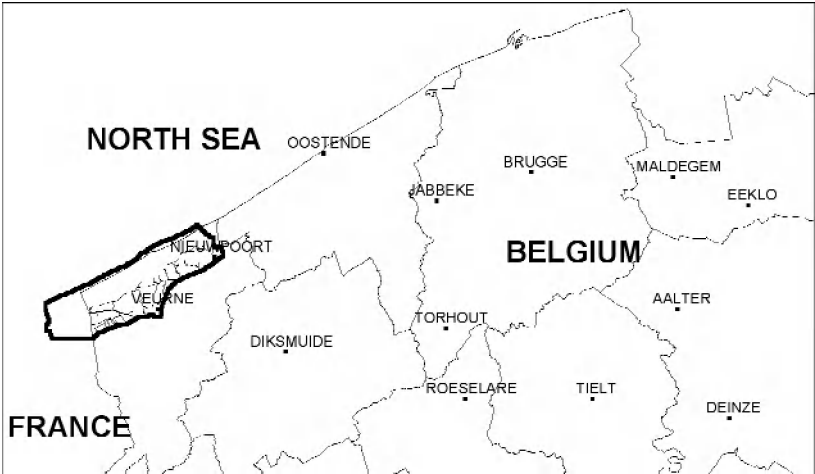 NORTH SEA
OOSTENDE
BRUGGE
MALDEGEM
JABBEKE
EEKLO
NIEUWPOORT
BELGIUM
VEURNE
AALTER
TORHOUT
DIKSMUIDE
ROESELARE
TIELT
DEINZE
FRANCE